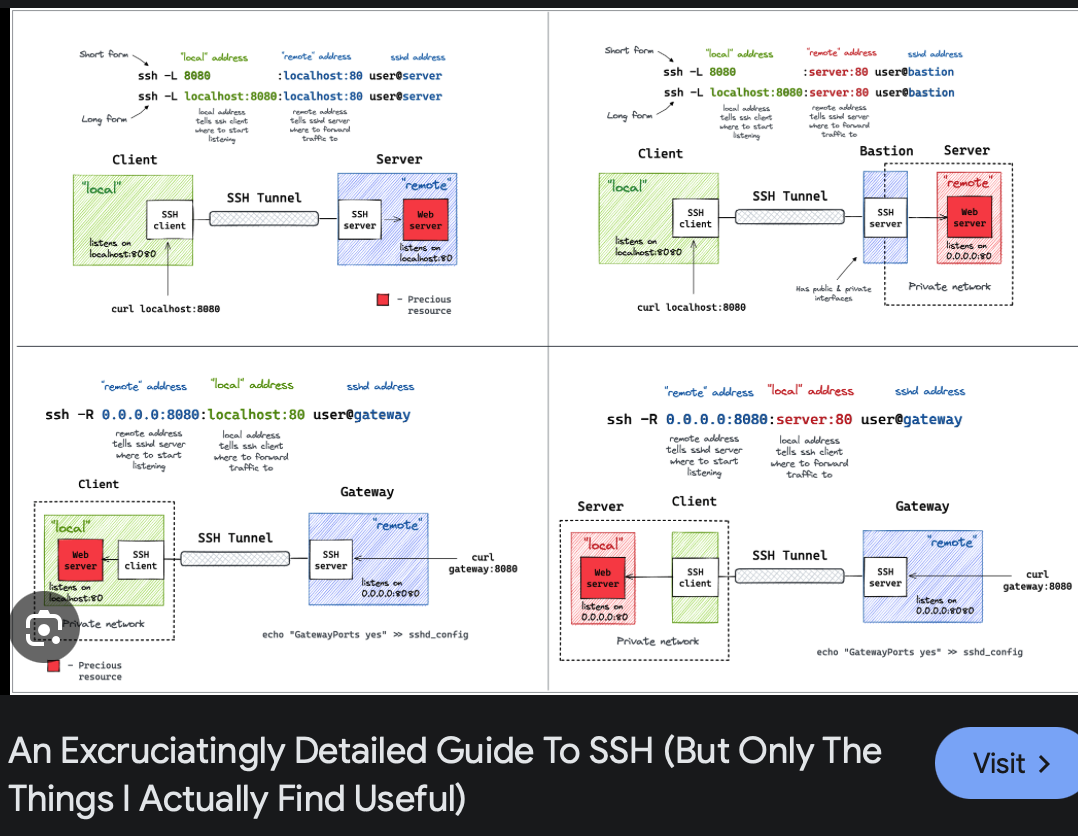 Short form
"local" address
"remote" address
sshd address
ssh -L 8080 :localhost:80 user@server
ssh -L localhost:8080:localhost:80 user@server
Long form
local address
tells ssh client
where to start
listening
remote address
tells sshd server
where to forward
traffic to
Client
Server
"local"
SSH
client
listens on
localhost:8080
SSH Tunnel
"remote"
SSH
server
Web
server
listens on
localhost:80
curl localhost:8080
- Precious
resource
Short form
"local" address
"remote" address
sshd address
ssh -L 8080 :server:80 user@bastion
ssh -L localhost:8080:server:80 user@bastion
Long form
local address
tells ssh client
where to start
listening
remote address
tells sshd server
where to forward
traffic to
Client
Bastion
Server
"local"
SSH
client
listens on
localhost:8080
SSH Tunnel
SSH
server
"remote"
Web
server
listens on
0.0.0.0:80
Has public & private
interfaces
Private network
curl localhost:8080
"remote" address
"local" address
sshd address
ssh -R 0.0.0.0:8080:localhost:80 user@gateway
remote address
tells sshd server
where to start
listening
local address
tells ssh client
where to forward
traffic to
Client
Gateway
"local"
Web
server
SSH
client
listens on
localhost:80
Private network
SSH Tunnel
"remote"
SSH
server
listens on
0.0.0.0:8080
curl
gateway:8080
echo "GatewayPorts yes" >> sshd_config
- Precious
resource
"remote" address
"local" address
sshd address
ssh -R 0.0.0.0:8080:server:80 user@gateway
remote address
tells sshd server
where to start
listening
local address
tells ssh client
where to forward
traffic to
Server
Client
Gateway
"local"
Web
server
listens on
0.0.0.0:80
SSH
client
Private network
SSH Tunnel
"remote"
SSH
server
listens on
0.0.0.0:8080
curl
gateway:8080
echo "GatewayPorts yes" >> sshd_config
An Excruciatingly Detailed Guide To SSH (But Only The
Things I Actually Find Useful)
Visit